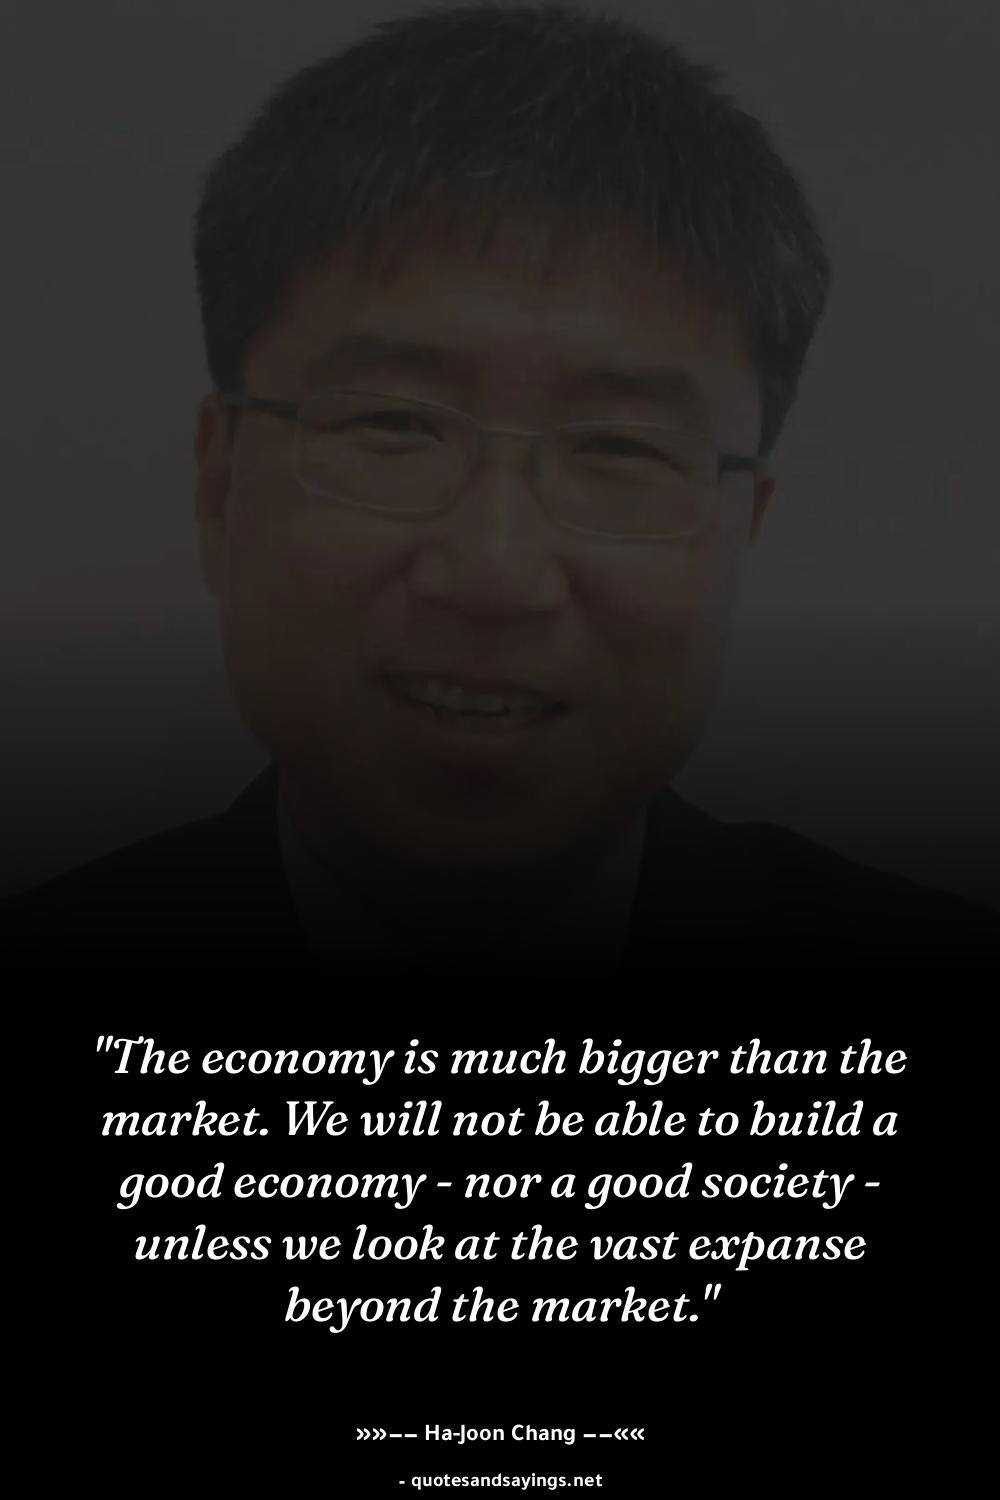 "The economy is much bigger than the
market. We will not be able to build a
good economy - nor a good society -
unless we look at the vast expanse
beyond the market."
»»−− Ha-Joon Chang −−««
- quotesandsayings.net